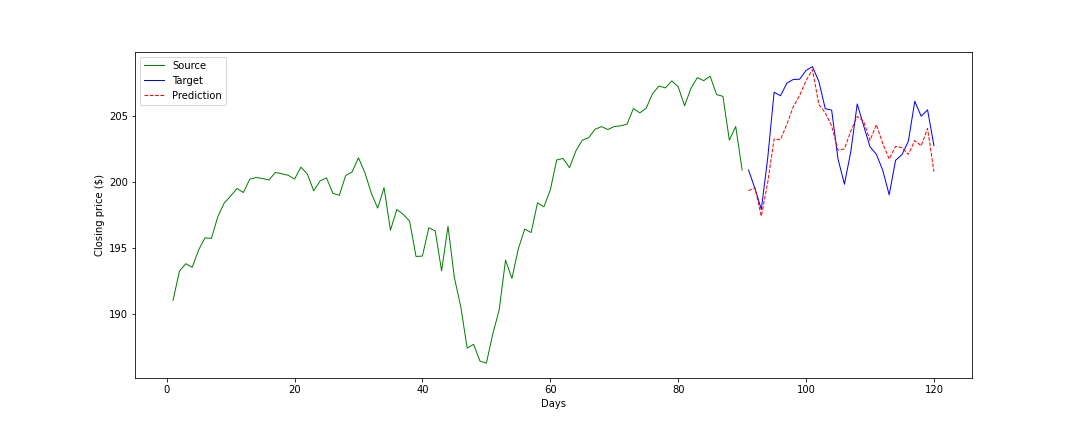 Source
Target
Prediction
205
200
195
190
Closing price ($)
0 20 40 60 80 100 120
Days